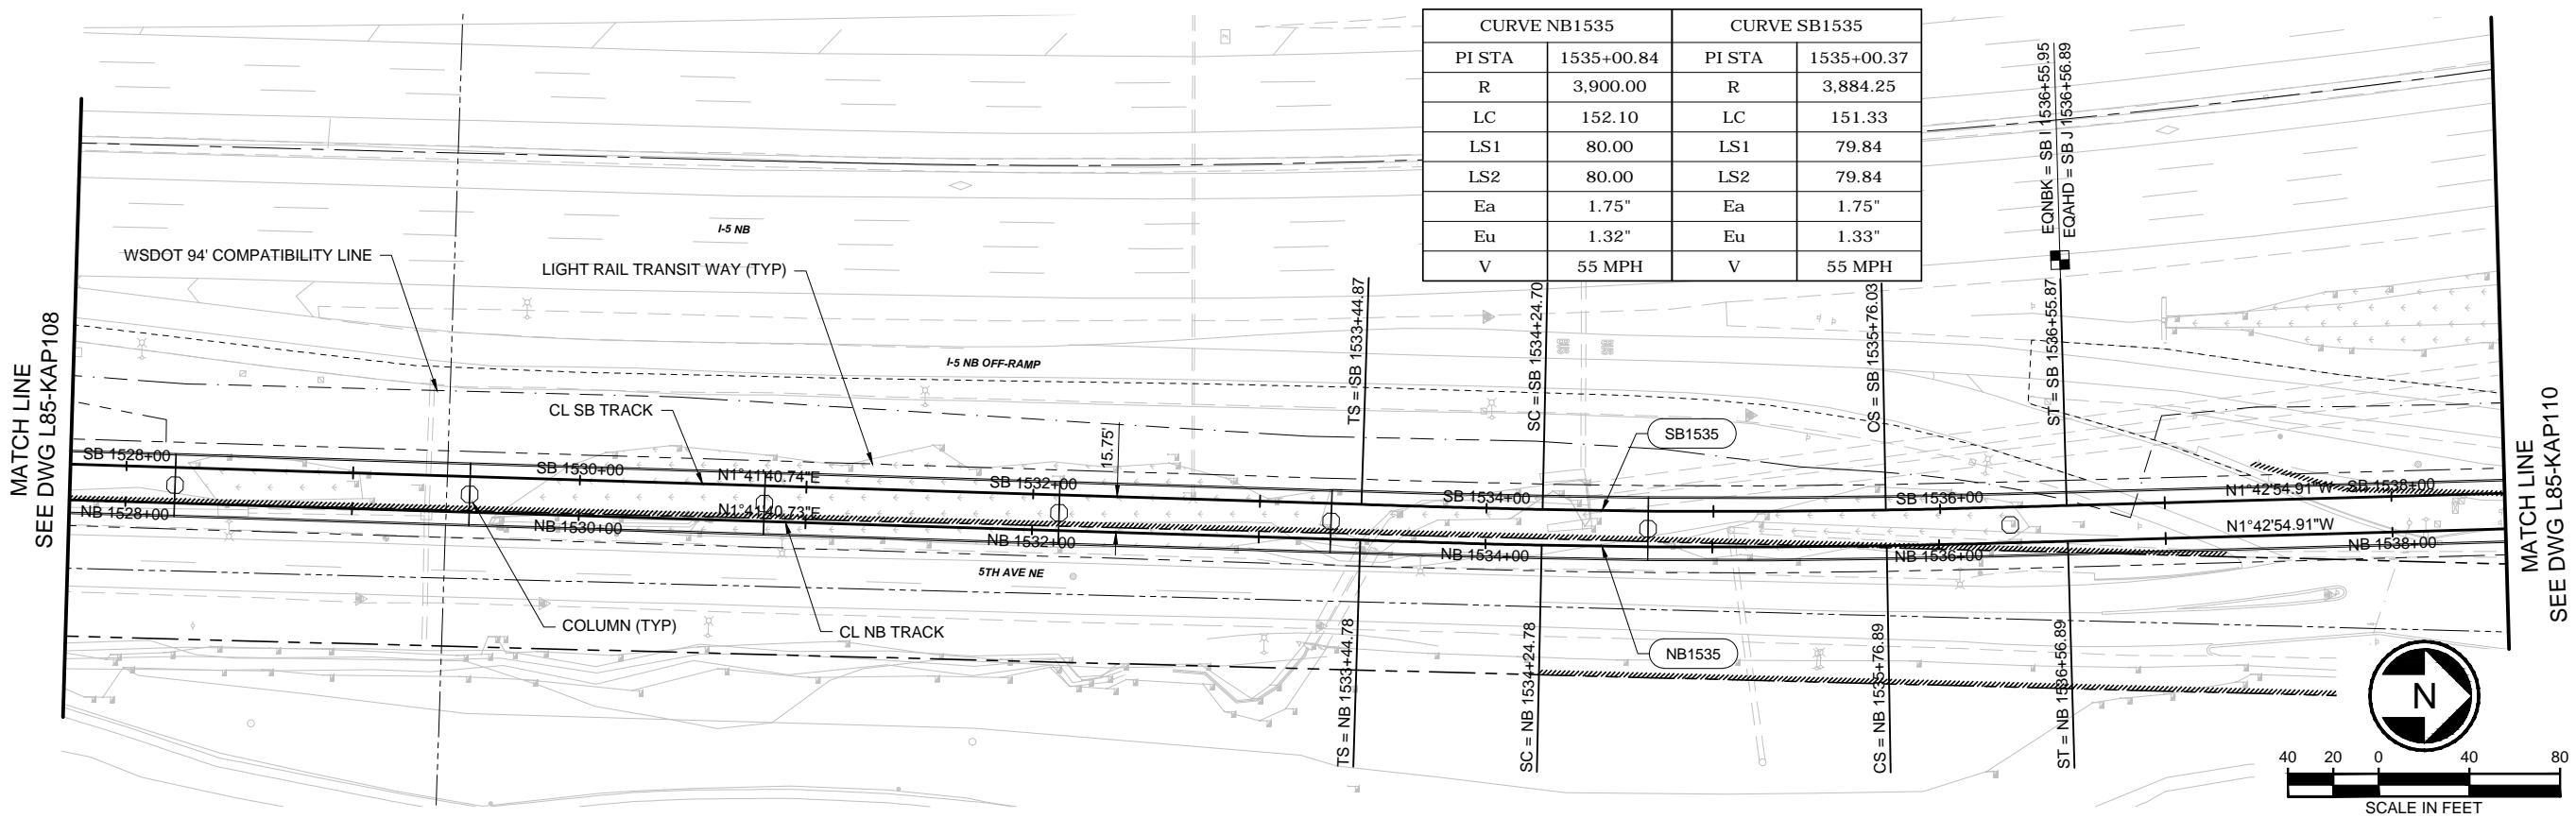 CURVE NB1535 CURVE SB1535
PI STA 1535+00.84 PI STA 1535+00.37
R 3,900.00 R 3,884.25
LC 152.10 LC 151.33
LS1 80.00 LS1 79.84
LS2 80.00 LS2 79.84
Ea 1.75" Ea 1.75"
Eu 1.32" Eu 1.33"
V 55 MPH V 55 MPH
EQNBK = SB I 1536+55.95
EQAHD = SB J 1536+56.89
MATCH LINE
SEE DWG L85-KAP108
WSDOT 94' COMPATIBILITY LINE
I-5 NB
LIGHT RAIL TRANSIT WAY (TYP)
I-5 NB OFF-RAMP
CL SB TRACK
15.75'
TS = SB 1533+44.87
SC = SB 1534+24.70
CS = SB 1535+76.03
ST = SB 1536+55.87
SB1535
SB 1528+00
SB 1530+00
N1°41'40.74"E
SB 1532+00
SB 1534+00
SB 1536+00
N1°42'54.91"W
SB 1538+00
NB 1528+00
NB 1530+00
N1°41'40.73"E
NB 1532+00
NB 1534+00
NB 1536+00
N1°42'54.91"W
NB 1538+00
5TH AVE NE
COLUMN (TYP)
CL NB TRACK
TS = NB 1533+44.78
SC = NB 1534+24.78
NB1535
CS = NB 1535+76.89
ST = NB 1536+56.89
MATCH LINE
SEE DWG L85-KAP110
N
40 20 0 40 80
SCALE IN FEET